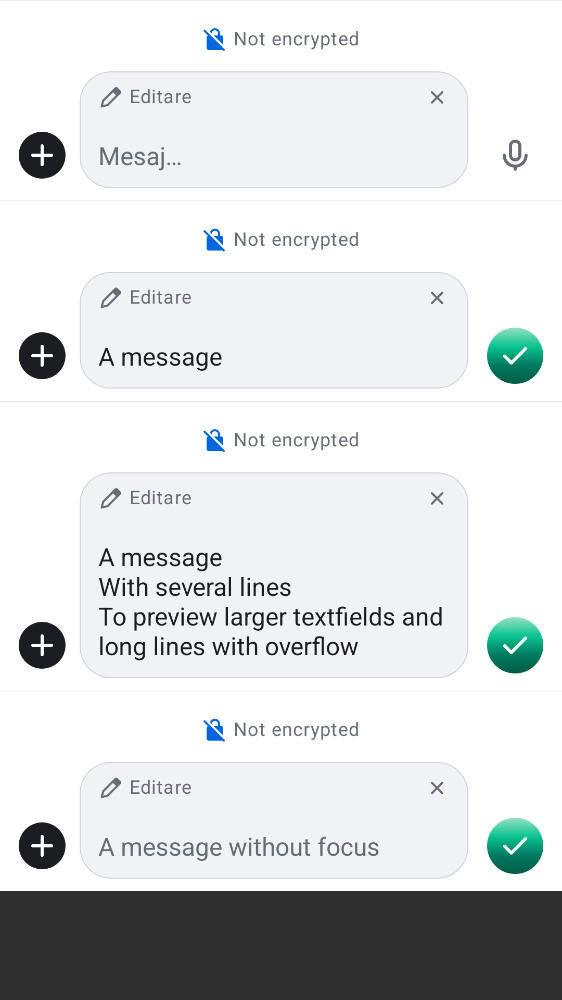 Not encrypted
Editare
Mesaj…
Not encrypted
Editare
A message
Not encrypted
Editare
A message
With several lines
To preview larger textfields and
long lines with overflow
Not encrypted
Editare
A message without focus